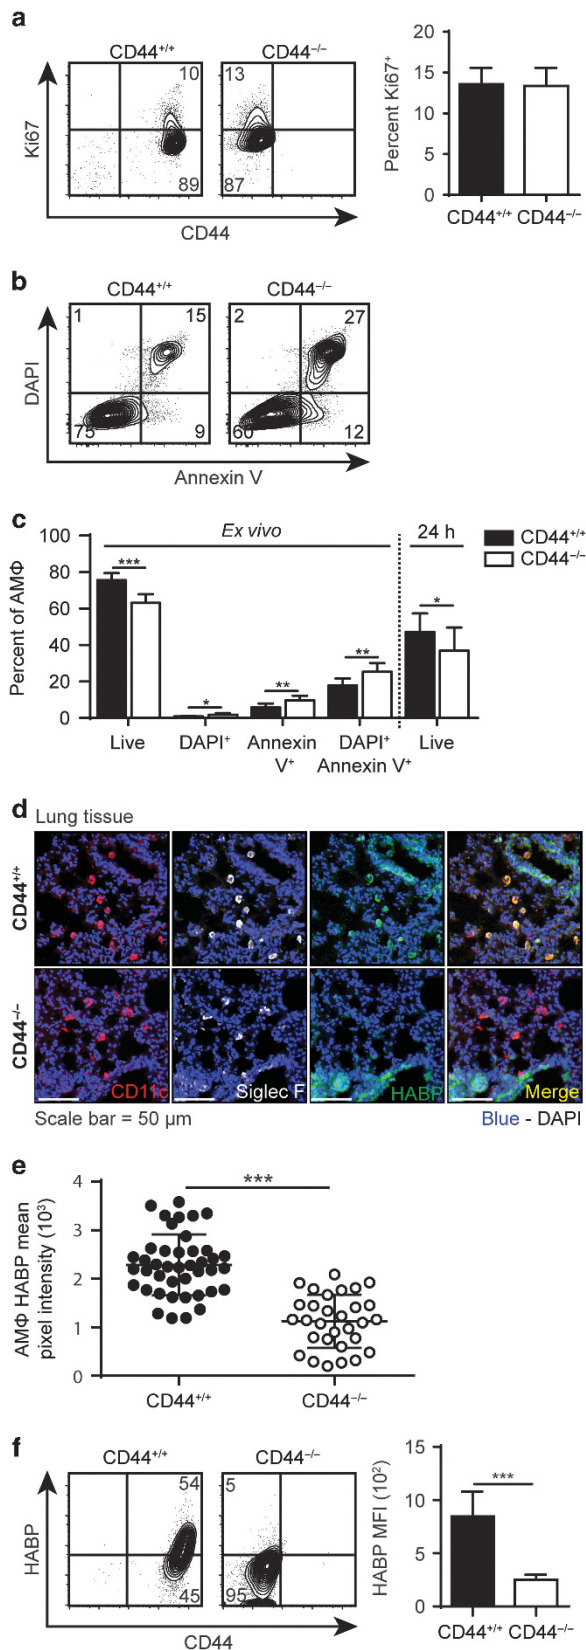 a
CD44+/+
CD44−/−
10
89
13
87
Ki67
CD44
Percent Ki67+
20
15
10
5
0
CD44+/+ CD44−/−
b
CD44+/+
CD44−/−
1
15
75
9
2
27
60
12
DAPI
Annexin V
c
Ex vivo
24 h
CD44+/+
CD44−/−
Percent of AMΦ
100
80
60
40
20
0
***
*
**
**
*
Live
DAPI+
Annexin V+
DAPI+ Annexin V+
Live
d
Lung tissue
CD44+/+
CD44−/−
CD11c
Siglec F
HABP
Merge
Scale bar = 50 μm
Blue - DAPI
e
AMΦ HABP mean
pixel intensity (10³)
4
3
2
1
0
***
CD44+/+
CD44−/−
f
CD44+/+
CD44−/−
54
45
5
95
HABP
CD44
HABP MFI (10²)
15
10
5
0
***
CD44+/+ CD44−/−